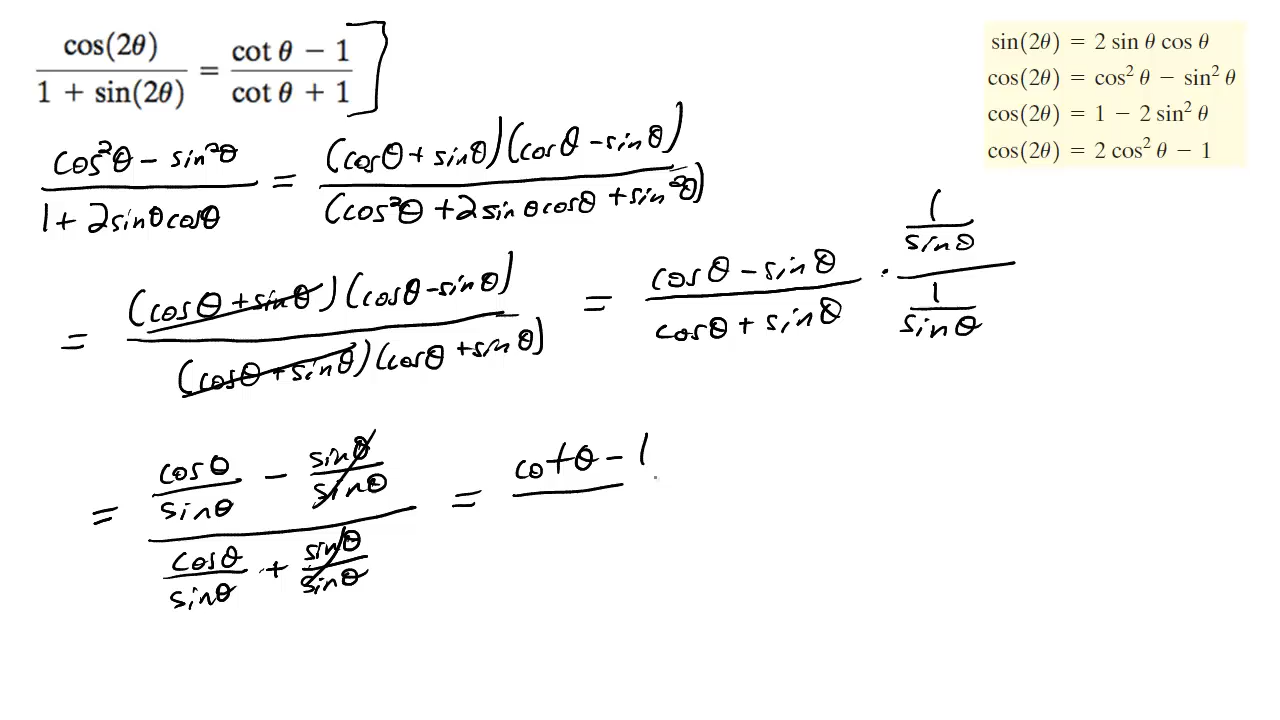 cos(2θ) / (1 + sin(2θ)) = (cot θ − 1) / (cot θ + 1) ]
sin(2θ) = 2 sin θ cos θ
cos(2θ) = cos² θ − sin² θ
cos(2θ) = 1 − 2 sin² θ
cos(2θ) = 2 cos² θ − 1
(cos²θ − sin²θ) / (1 + 2sinθcosθ) = (cosθ + sinθ)(cosθ − sinθ) / (cos²θ + 2sinθcosθ + sin²θ)
= (cosθ + sinθ)(cosθ − sinθ) / (cosθ + sinθ)(cosθ + sinθ) = (cosθ − sinθ) / (cosθ + sinθ) · (1/sinθ) / (1/sinθ)
= (cosθ/sinθ − sinθ/sinθ) / (cosθ/sinθ + sinθ/sinθ) = cotθ − 1